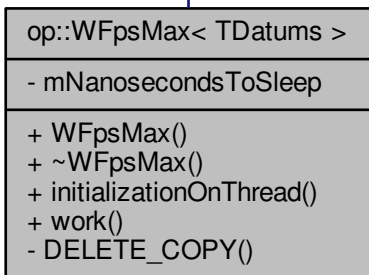 op::WFpsMax< TDatums >
- mNanosecondsToSleep
+ WFpsMax()
+ ~WFpsMax()
+ initializationOnThread()
+ work()
- DELETE_COPY()